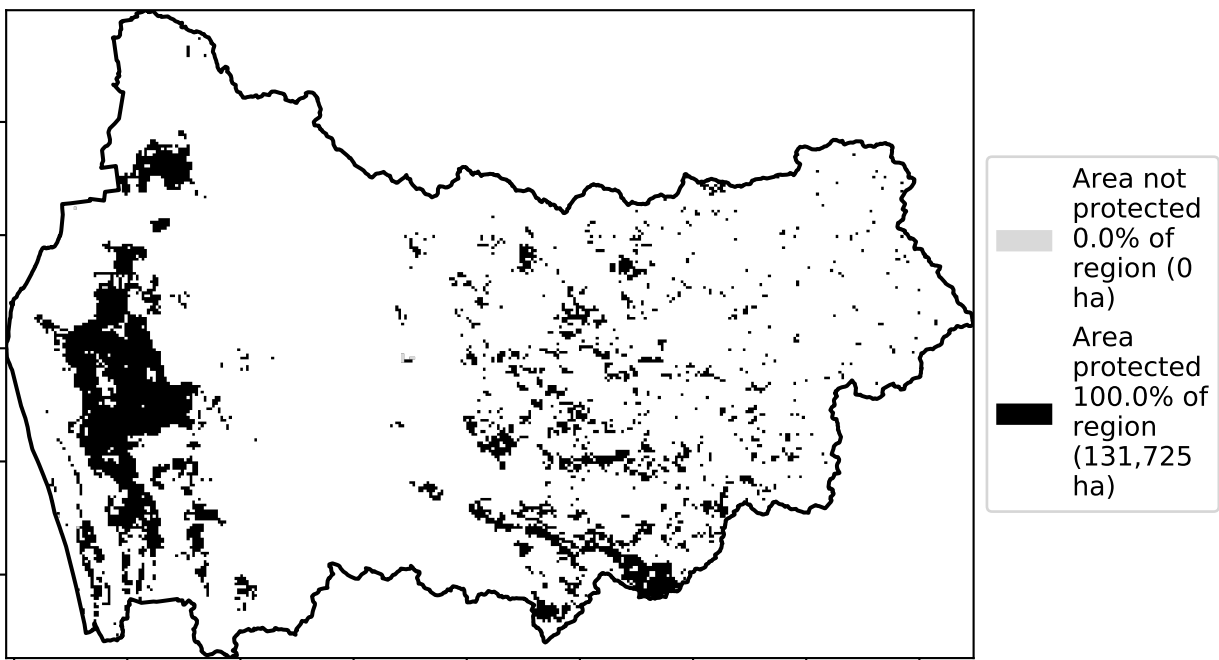 Area not
protected
0.0% of
region (0
ha)
Area
protected
100.0% of
region
(131,725
ha)